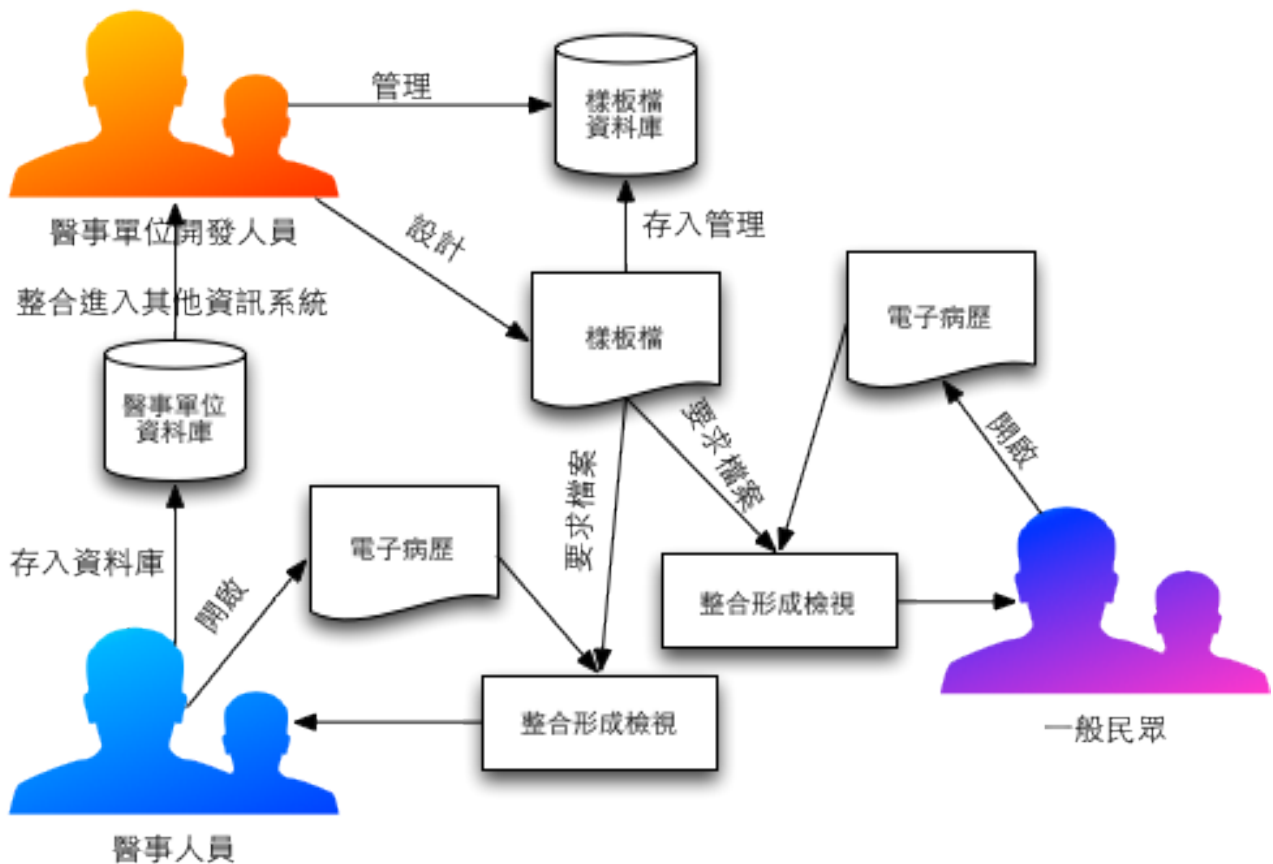 管理
樣板檔
資料庫
醫事單位開發人員
設計
存入管理
整合進入其他資訊系統
樣板檔
電子病歷
醫事單位
資料庫
要求檔案
要求檔案
開啟
存入資料庫
開啟
電子病歷
整合形成檢視
整合形成檢視
一般民眾
醫事人員